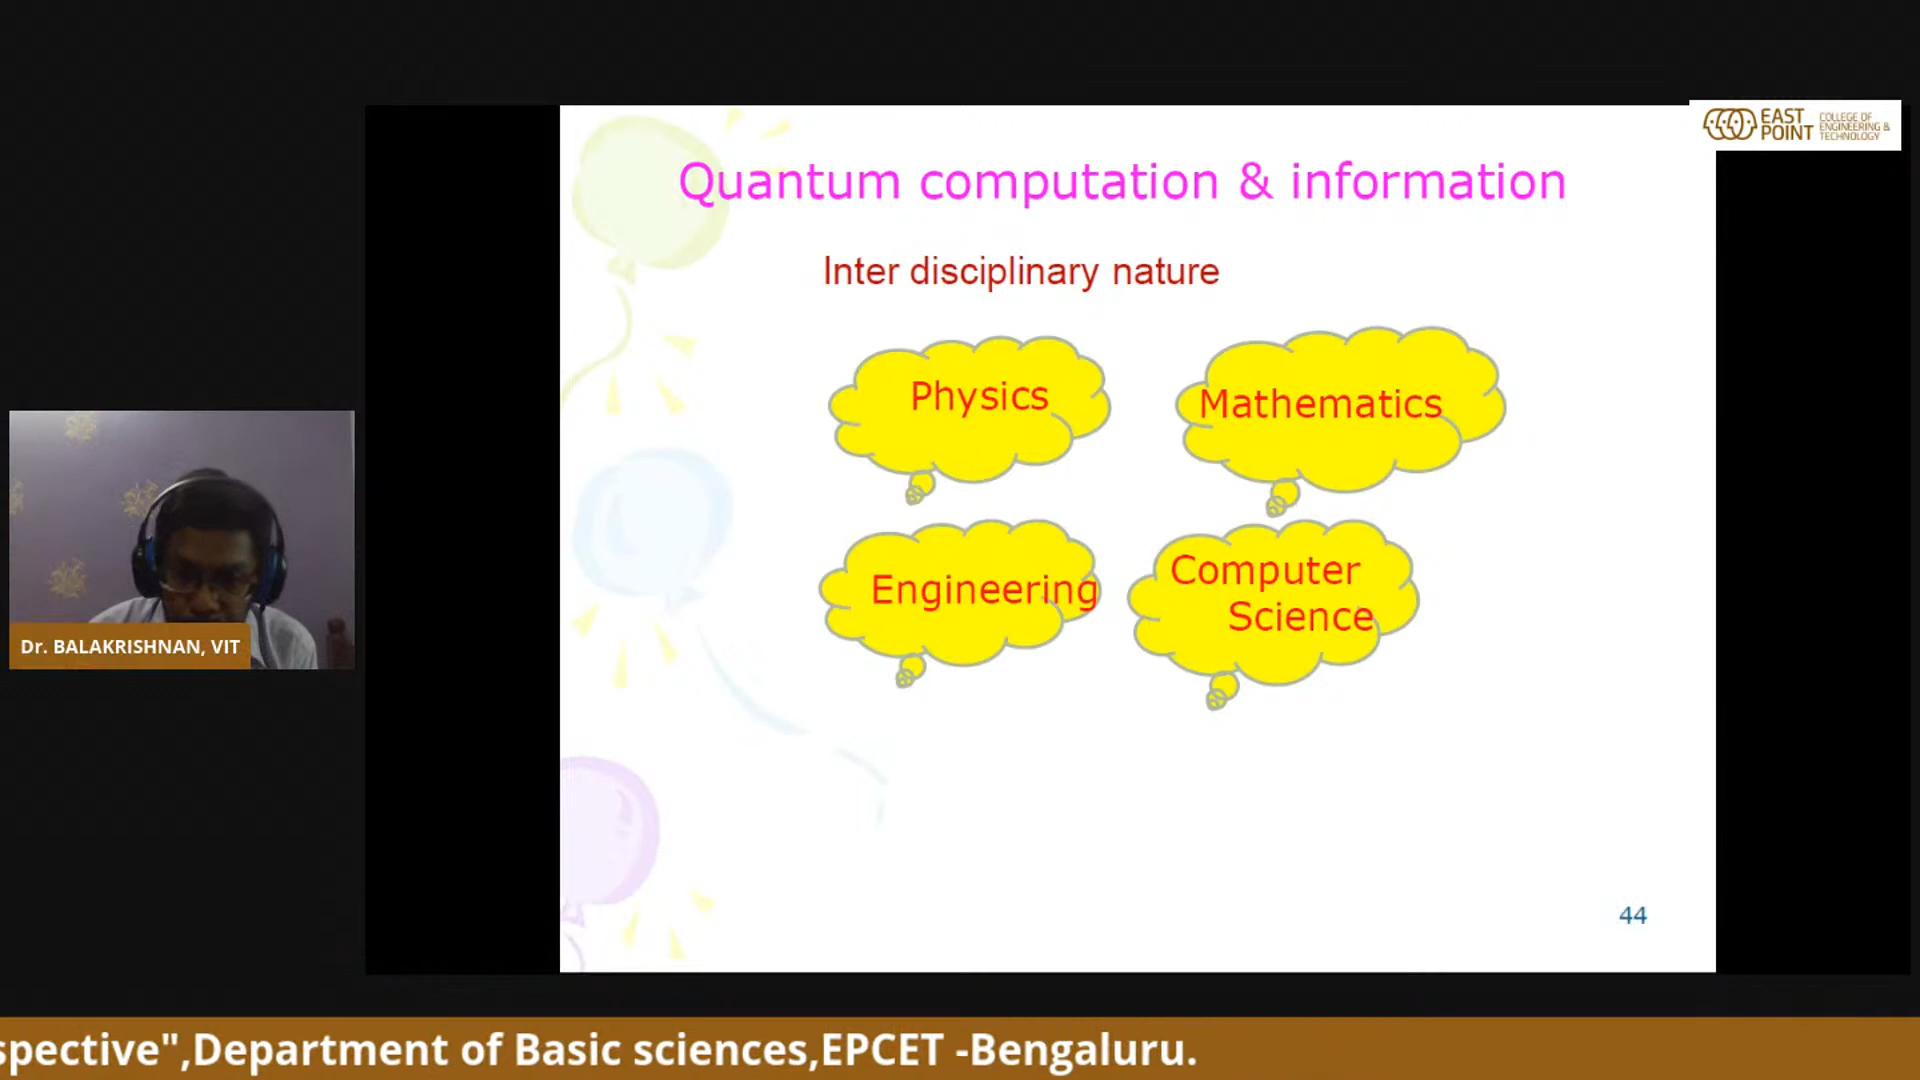 EAST
POINT
COLLEGE OF
ENGINEERING &
TECHNOLOGY
Quantum computation & information
Inter disciplinary nature
Physics
Mathematics
Engineering
Computer
Science
Dr. BALAKRISHNAN, VIT
44
spective",Department of Basic sciences,EPCET -Bengaluru.